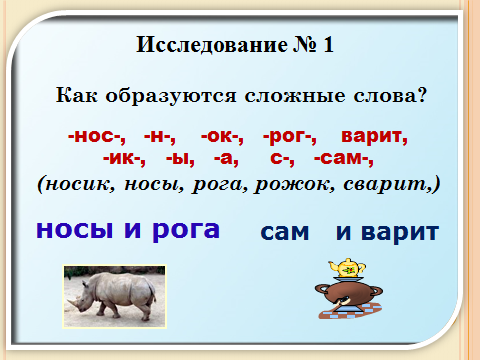 Исследование № 1
Как образуются сложные слова?
-нос-, -н-, -ок-, -рог-, варит,
-ик-, -ы, -а, с-, -сам-,
(носик, носы, рога, рожок, сварит,)
носы и рога сам и варит